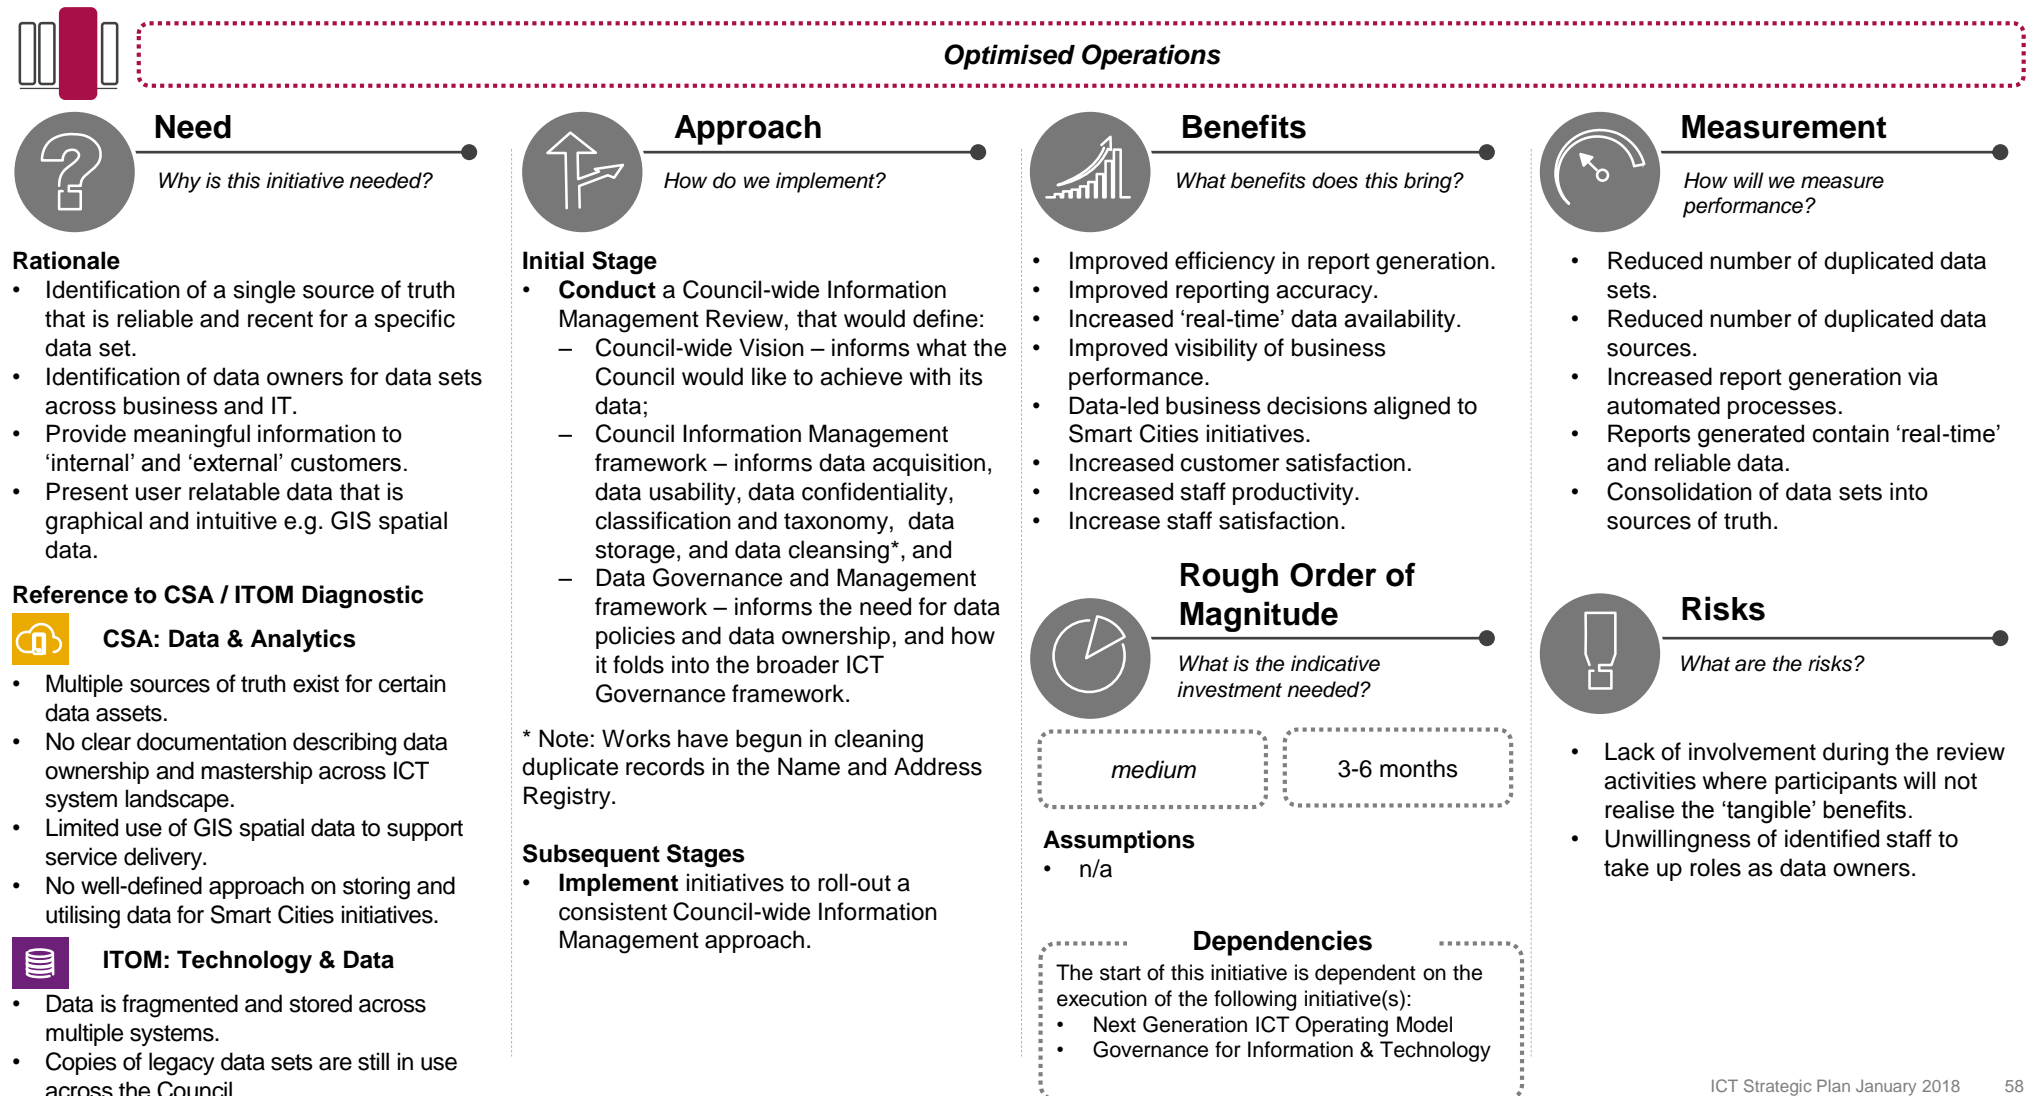 Optimised Operations
Need
Why is this initiative needed?
Rationale
• Identification of a single source of truth
that is reliable and recent for a specific
data set.
• Identification of data owners for data sets
across business and IT.
• Provide meaningful information to
‘internal’ and ‘external’ customers.
• Present user relatable data that is
graphical and intuitive e.g. GIS spatial
data.
Reference to CSA / ITOM Diagnostic
CSA: Data & Analytics
• Multiple sources of truth exist for certain
data assets.
• No clear documentation describing data
ownership and mastership across ICT
system landscape.
• Limited use of GIS spatial data to support
service delivery.
• No well-defined approach on storing and
utilising data for Smart Cities initiatives.
ITOM: Technology & Data
• Data is fragmented and stored across
multiple systems.
• Copies of legacy data sets are still in use
across the Council
Approach
How do we implement?
Initial Stage
• Conduct a Council-wide Information
Management Review, that would define:
– Council-wide Vision – informs what the
Council would like to achieve with its
data;
– Council Information Management
framework – informs data acquisition,
data usability, data confidentiality,
classification and taxonomy, data
storage, and data cleansing*, and
– Data Governance and Management
framework – informs the need for data
policies and data ownership, and how
it folds into the broader ICT
Governance framework.
* Note: Works have begun in cleaning
duplicate records in the Name and Address
Registry.
Subsequent Stages
• Implement initiatives to roll-out a
consistent Council-wide Information
Management approach.
Benefits
What benefits does this bring?
• Improved efficiency in report generation.
• Improved reporting accuracy.
• Increased ‘real-time’ data availability.
• Improved visibility of business
performance.
• Data-led business decisions aligned to
Smart Cities initiatives.
• Increased customer satisfaction.
• Increased staff productivity.
• Increase staff satisfaction.
Rough Order of
Magnitude
What is the indicative
investment needed?
medium
3-6 months
Assumptions
• n/a
Dependencies
The start of this initiative is dependent on the
execution of the following initiative(s):
• Next Generation ICT Operating Model
• Governance for Information & Technology
Measurement
How will we measure
performance?
• Reduced number of duplicated data
sets.
• Reduced number of duplicated data
sources.
• Increased report generation via
automated processes.
• Reports generated contain ‘real-time’
and reliable data.
• Consolidation of data sets into
sources of truth.
Risks
What are the risks?
• Lack of involvement during the review
activities where participants will not
realise the ‘tangible’ benefits.
• Unwillingness of identified staff to
take up roles as data owners.
ICT Strategic Plan January 2018 58